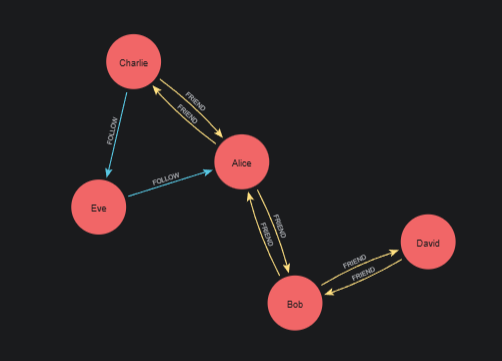 Charlie
FRIEND
FRIEND
FOLLOW
Alice
FOLLOW
Eve
FRIEND
FRIEND
David
FRIEND
FRIEND
Bob